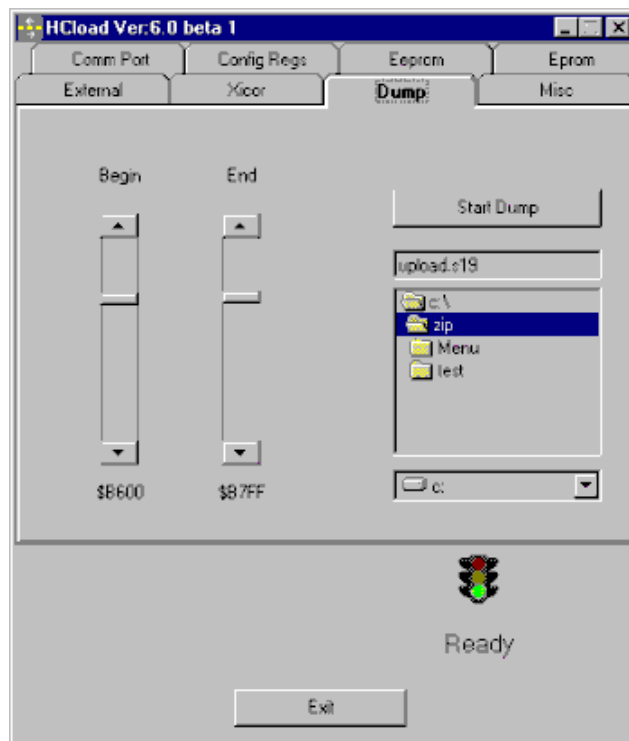 HCload Ver:6.0 beta 1
Comm Port Config Regs Eeprom Eprom
External Xicor Dump Misc
Begin End
Start Dump
upload.s19
c:\
zip
Menu
test
$B600 $B7FF
c:
Ready
Exit